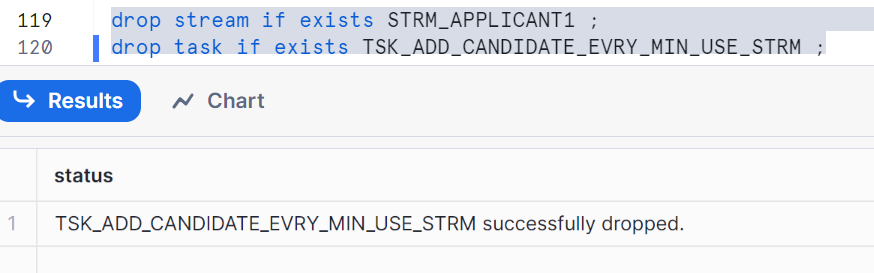 119 drop stream if exists STRM_APPLICANT1 ;
120 drop task if exists TSK_ADD_CANDIDATE_EVRY_MIN_USE_STRM ;
Results Chart
status
1 TSK_ADD_CANDIDATE_EVRY_MIN_USE_STRM successfully dropped.